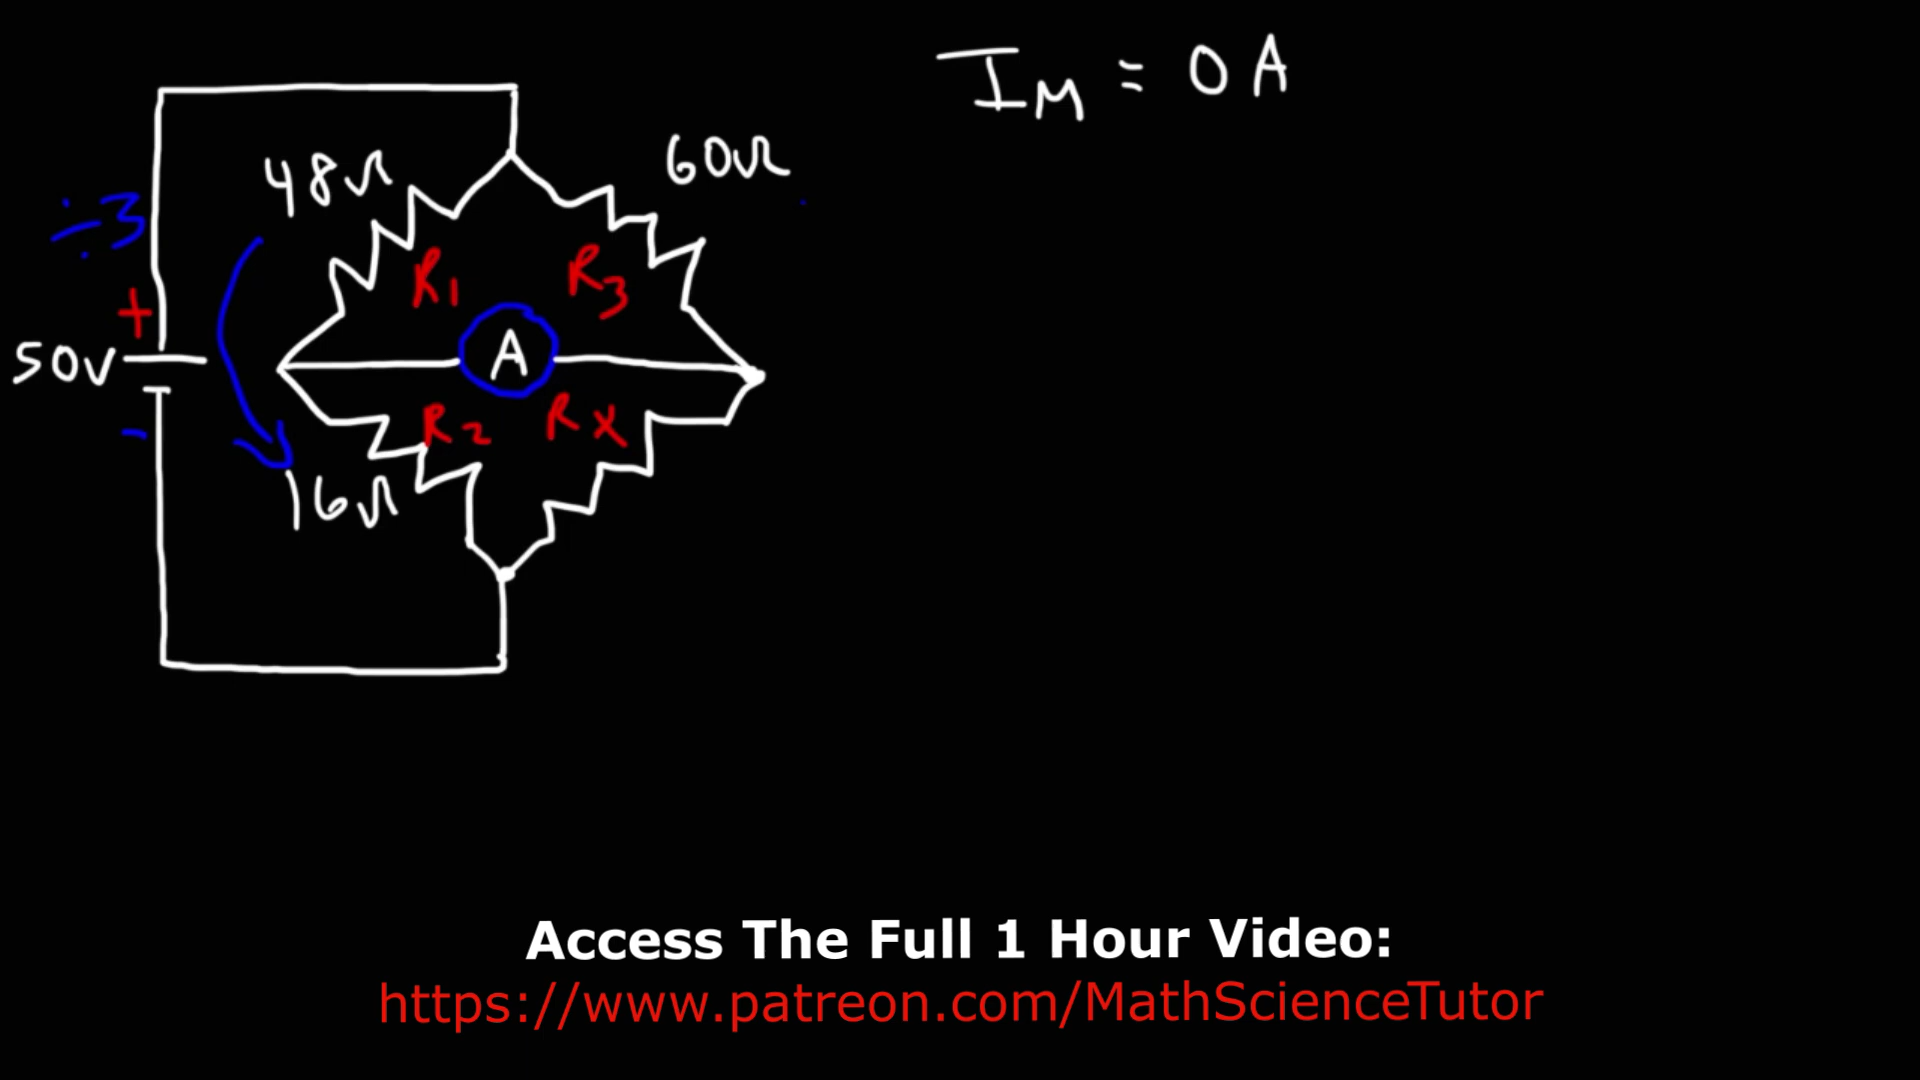 I_M = 0 A
48Ω
60Ω
÷3
R₁
R₃
+
50V
A
-
R₂
Rx
16Ω
Access The Full 1 Hour Video:
https://www.patreon.com/MathScienceTutor